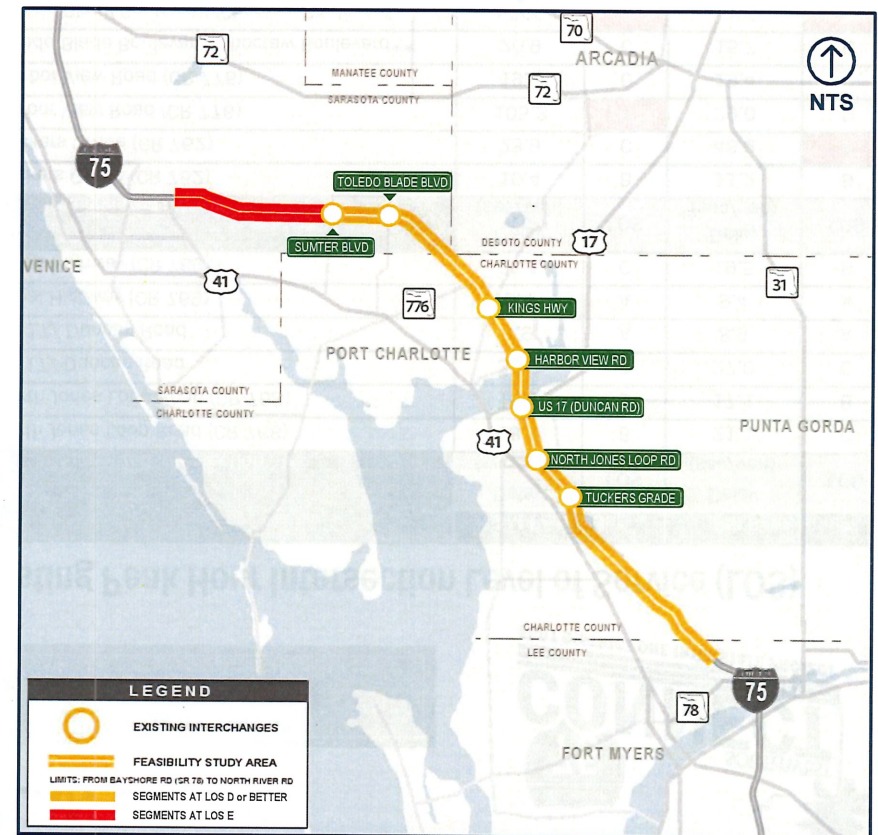 70
72
ARCADIA
MANATEE COUNTY
72
SARASOTA COUNTY
NTS
75
TOLEDO BLADE BLVD
SUMTER BLVD
DESOTO COUNTY
17
CHARLOTTE COUNTY
VENICE
41
31
776
KINGS HWY
PORT CHARLOTTE
HARBOR VIEW RD
SARASOTA COUNTY
CHARLOTTE COUNTY
US 17 (DUNCAN RD)
PUNTA GORDA
41
NORTH JONES LOOP RD
TUCKERS GRADE
CHARLOTTE COUNTY
LEE COUNTY
75
78
FORT MYERS
LEGEND
EXISTING INTERCHANGES
FEASIBILITY STUDY AREA
LIMITS: FROM BAYSHORE RD (SR 78) TO NORTH RIVER RD
SEGMENTS AT LOS D or BETTER
SEGMENTS AT LOS E